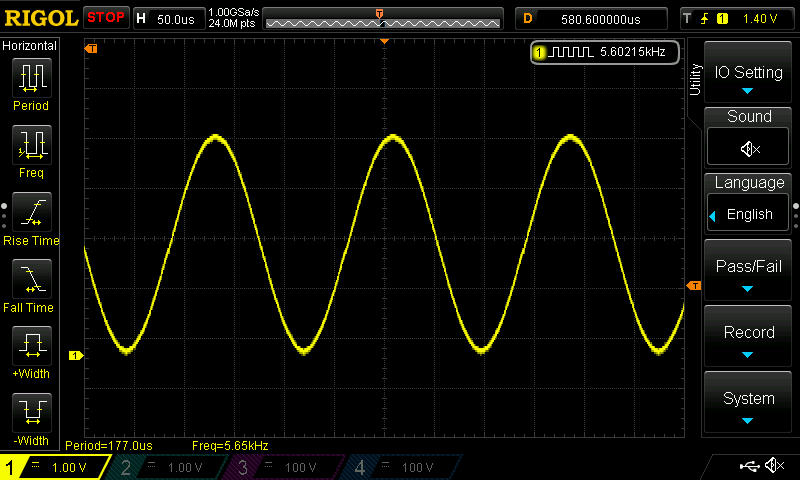 RIGOL STOP H 50.0us 1.00GSa/s D 580.600000us T 1 1.40 V
24.0M pts
T
Horizontal
T
1 5.60215kHz
Period
Freq
Rise Time
Fall Time
+Width
-Width
T
1
Period=177.0us Freq=5.65kHz
Utility
IO Setting
Sound
Language
English
Pass/Fail
Record
System
1 1.00 V 2 1.00 V 3 100 V 4 100 V